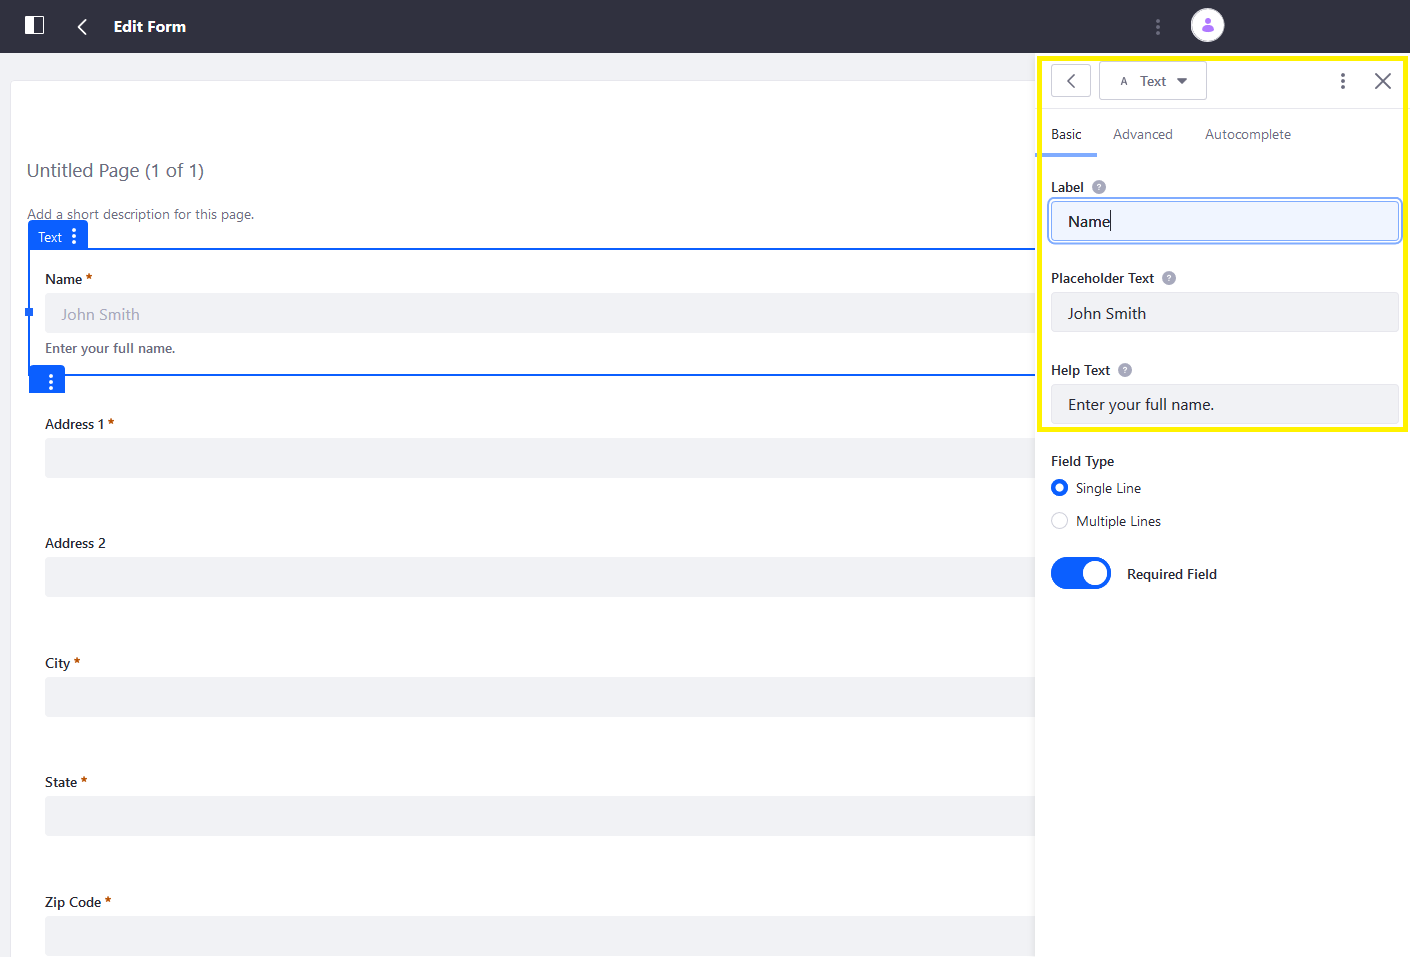 Edit Form
Untitled Page (1 of 1)
Add a short description for this page.
Text
Name *
John Smith
Enter your full name.
Address 1 *
Address 2
City *
State *
Zip Code *
A Text
Basic Advanced Autocomplete
Label ?
Name
Placeholder Text ?
John Smith
Help Text ?
Enter your full name.
Field Type
Single Line
Multiple Lines
Required Field